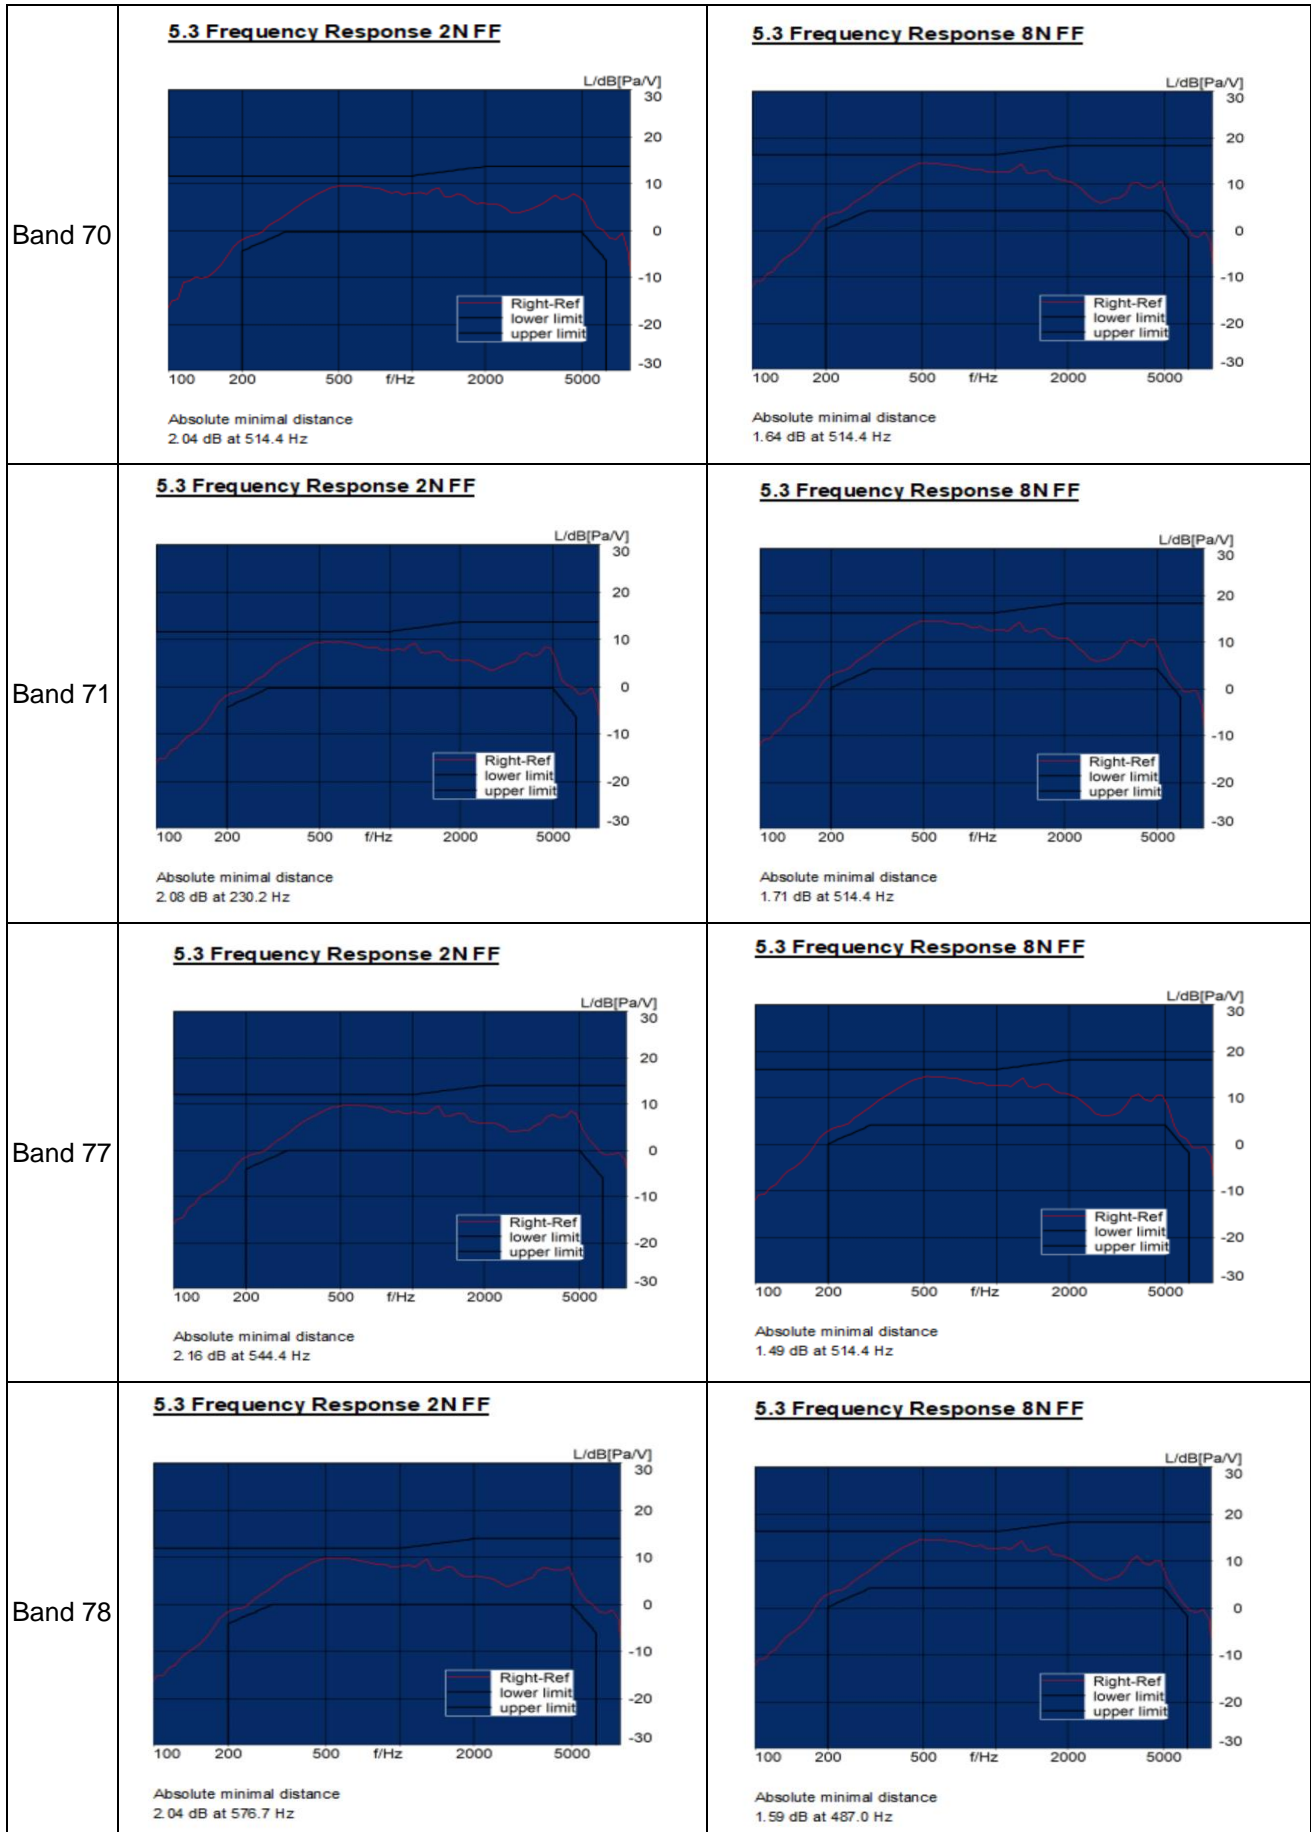 Band 70
5.3 Frequency Response 2N FF
L/dB[Pa/V]
30
20
10
0
-10
-20
-30
Right-Ref
lower limit
upper limit
100 200 500 f/Hz 2000 5000
Absolute minimal distance
2.04 dB at 514.4 Hz
5.3 Frequency Response 8N FF
L/dB[Pa/V]
30
20
10
0
-10
-20
-30
Right-Ref
lower limit
upper limit
100 200 500 f/Hz 2000 5000
Absolute minimal distance
1.64 dB at 514.4 Hz
Band 71
5.3 Frequency Response 2N FF
L/dB[Pa/V]
30
20
10
0
-10
-20
-30
Right-Ref
lower limit
upper limit
100 200 500 f/Hz 2000 5000
Absolute minimal distance
2.08 dB at 230.2 Hz
5.3 Frequency Response 8N FF
L/dB[Pa/V]
30
20
10
0
-10
-20
-30
Right-Ref
lower limit
upper limit
100 200 500 f/Hz 2000 5000
Absolute minimal distance
1.71 dB at 514.4 Hz
Band 77
5.3 Frequency Response 2N FF
L/dB[Pa/V]
30
20
10
0
-10
-20
-30
Right-Ref
lower limit
upper limit
100 200 500 f/Hz 2000 5000
Absolute minimal distance
2.16 dB at 544.4 Hz
5.3 Frequency Response 8N FF
L/dB[Pa/V]
30
20
10
0
-10
-20
-30
Right-Ref
lower limit
upper limit
100 200 500 f/Hz 2000 5000
Absolute minimal distance
1.49 dB at 514.4 Hz
Band 78
5.3 Frequency Response 2N FF
L/dB[Pa/V]
30
20
10
0
-10
-20
-30
Right-Ref
lower limit
upper limit
100 200 500 f/Hz 2000 5000
Absolute minimal distance
2.04 dB at 576.7 Hz
5.3 Frequency Response 8N FF
L/dB[Pa/V]
30
20
10
0
-10
-20
-30
Right-Ref
lower limit
upper limit
100 200 500 f/Hz 2000 5000
Absolute minimal distance
1.59 dB at 487.0 Hz